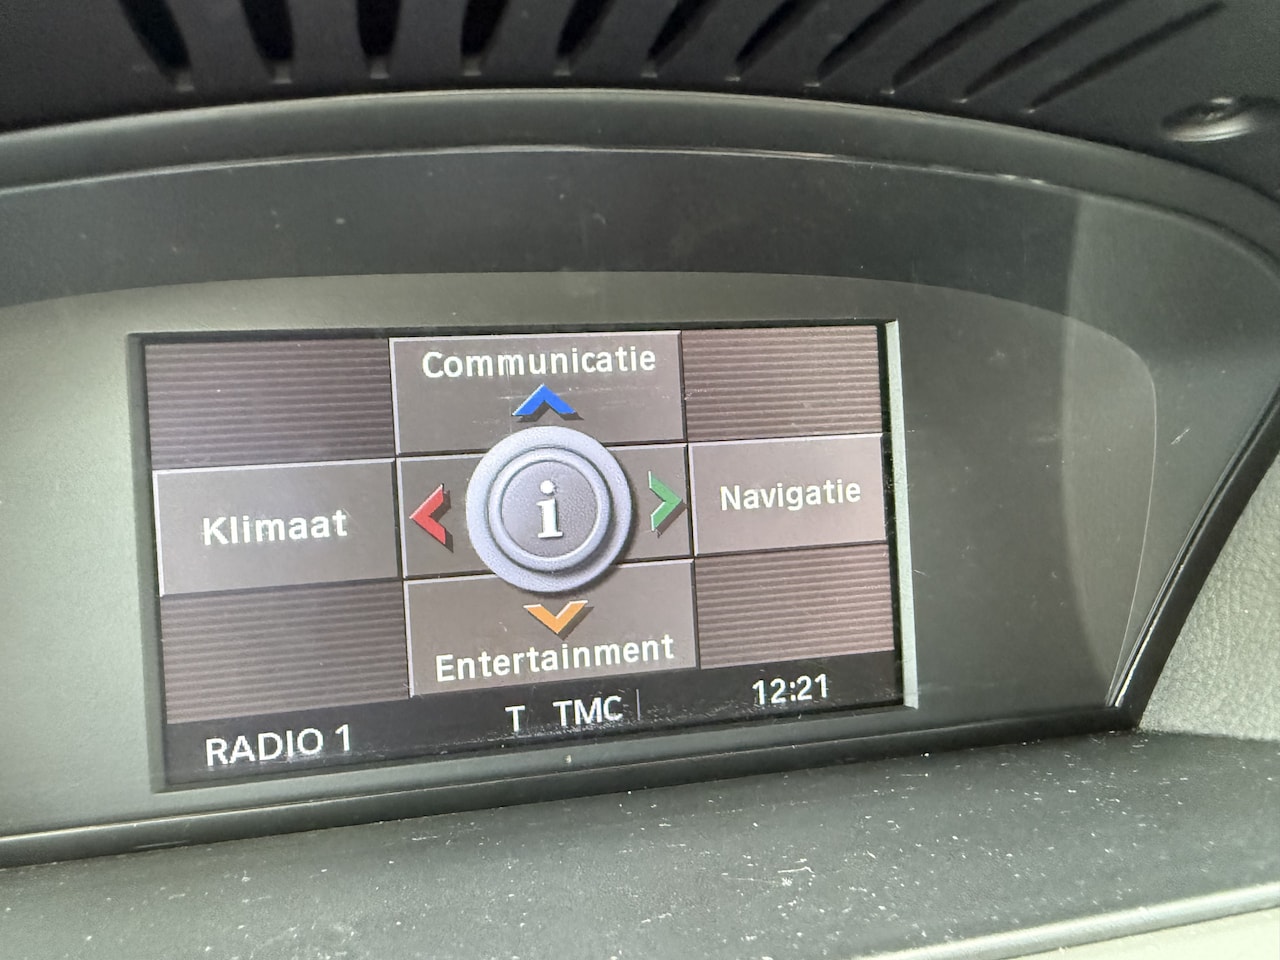 Communicatie
Klimaat
i
Navigatie
Entertainment
RADIO 1
T TMC
12:21